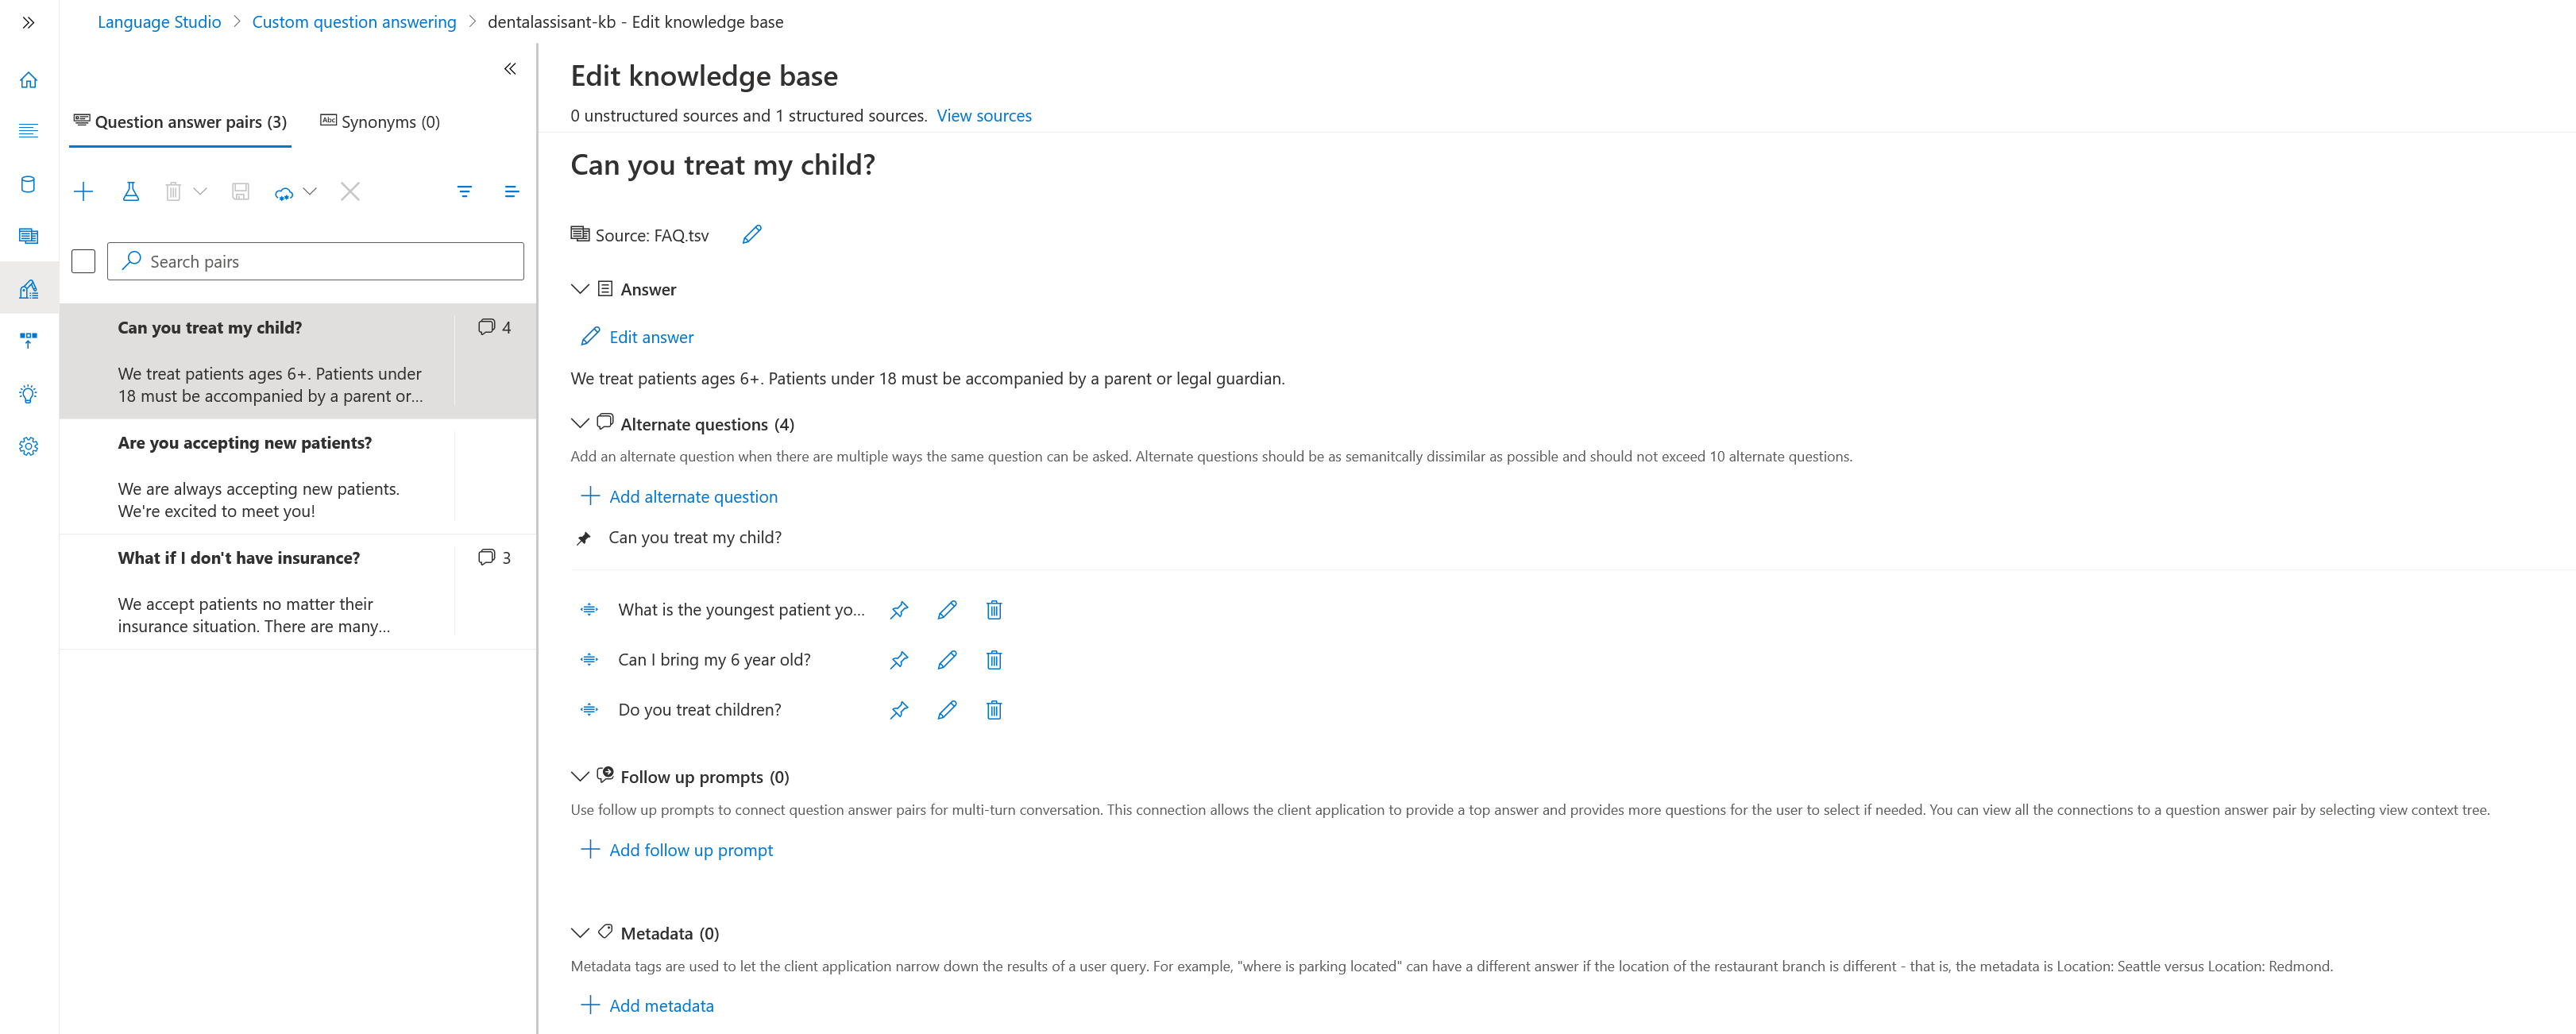 Language Studio > Custom question answering > dentalassisant-kb - Edit knowledge base
Question answer pairs (3)
Abc Synonyms (0)
Search pairs
Can you treat my child?
4
We treat patients ages 6+. Patients under
18 must be accompanied by a parent or...
Are you accepting new patients?
We are always accepting new patients.
We're excited to meet you!
What if I don't have insurance?
3
We accept patients no matter their
insurance situation. There are many...
Edit knowledge base
0 unstructured sources and 1 structured sources. View sources
Can you treat my child?
Source: FAQ.tsv
Answer
Edit answer
We treat patients ages 6+. Patients under 18 must be accompanied by a parent or legal guardian.
Alternate questions (4)
Add an alternate question when there are multiple ways the same question can be asked. Alternate questions should be as semanitcally dissimilar as possible and should not exceed 10 alternate questions.
Add alternate question
Can you treat my child?
What is the youngest patient yo...
Can I bring my 6 year old?
Do you treat children?
Follow up prompts (0)
Use follow up prompts to connect question answer pairs for multi-turn conversation. This connection allows the client application to provide a top answer and provides more questions for the user to select if needed. You can view all the connections to a question answer pair by selecting view context tree.
Add follow up prompt
Metadata (0)
Metadata tags are used to let the client application narrow down the results of a user query. For example, "where is parking located" can have a different answer if the location of the restaurant branch is different - that is, the metadata is Location: Seattle versus Location: Redmond.
Add metadata